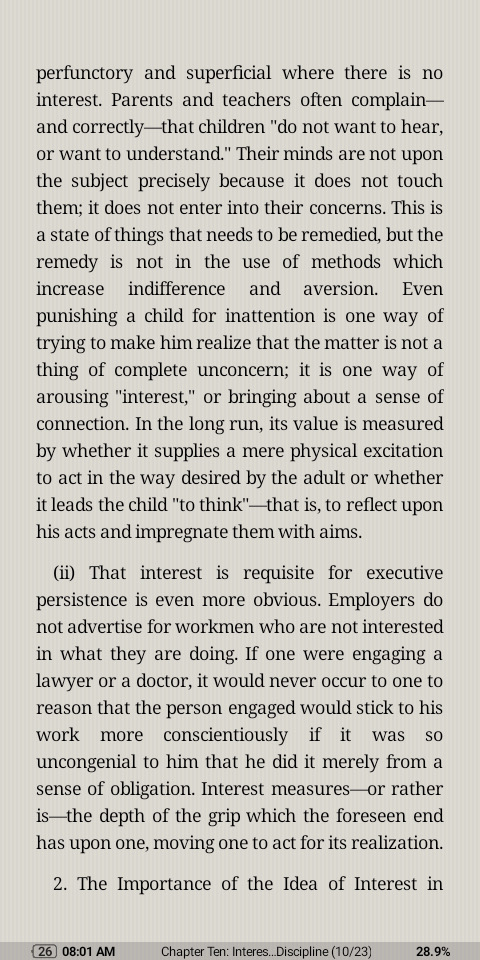 perfunctory and superficial where there is no
interest. Parents and teachers often complain—
and correctly—that children "do not want to hear,
or want to understand." Their minds are not upon
the subject precisely because it does not touch
them; it does not enter into their concerns. This is
a state of things that needs to be remedied, but the
remedy is not in the use of methods which
increase indifference and aversion. Even
punishing a child for inattention is one way of
trying to make him realize that the matter is not a
thing of complete unconcern; it is one way of
arousing "interest," or bringing about a sense of
connection. In the long run, its value is measured
by whether it supplies a mere physical excitation
to act in the way desired by the adult or whether
it leads the child "to think"—that is, to reflect upon
his acts and impregnate them with aims.
(ii) That interest is requisite for executive
persistence is even more obvious. Employers do
not advertise for workmen who are not interested
in what they are doing. If one were engaging a
lawyer or a doctor, it would never occur to one to
reason that the person engaged would stick to his
work more conscientiously if it was so
uncongenial to him that he did it merely from a
sense of obligation. Interest measures—or rather
is—the depth of the grip which the foreseen end
has upon one, moving one to act for its realization.
2. The Importance of the Idea of Interest in
26 08:01 AM Chapter Ten: Interes...Discipline (10/23) 28.9%